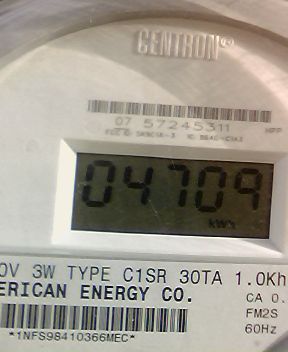 CENTRON®
07 57245311 HPP
04709
kWh
0V 3W TYPE C1SR 30TA 1.0Kh
ERICAN ENERGY CO.
CA 0.
FM2S
60Hz
*1NFS98410366MEC*